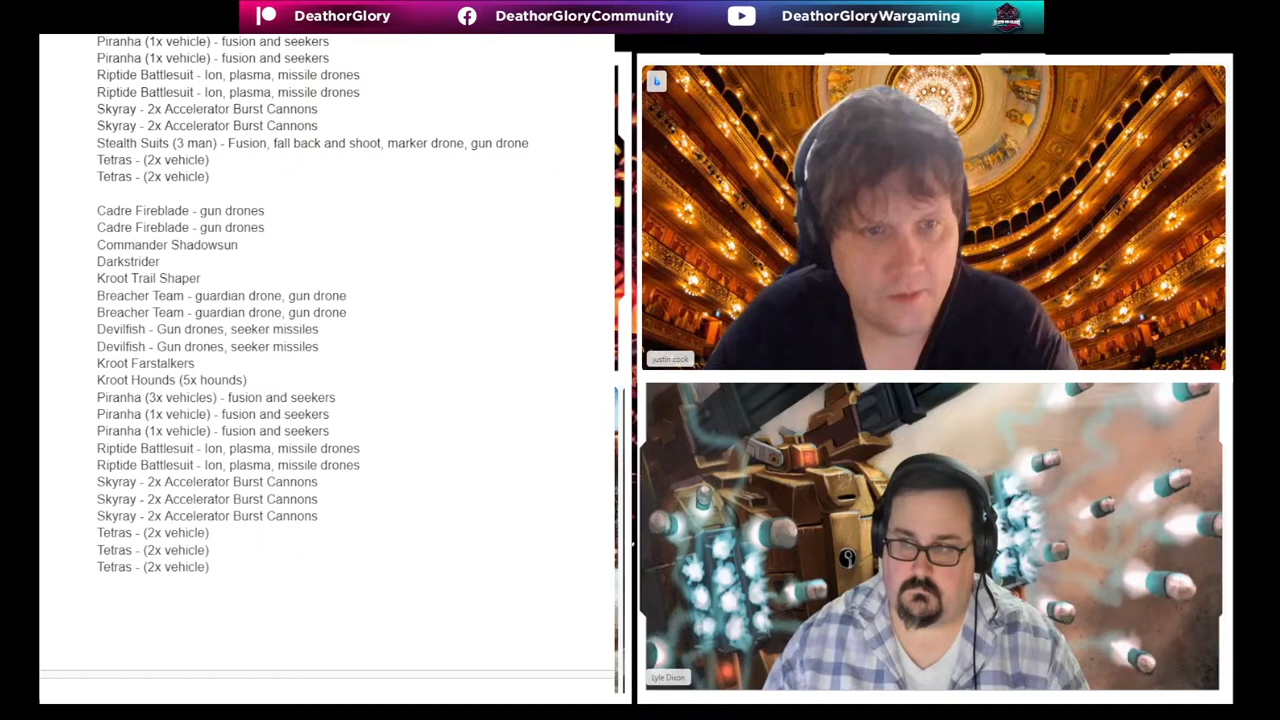 DeathorGlory
DeathorGloryCommunity
DeathorGloryWargaming
Piranha (1x vehicle) - fusion and seekers
Piranha (1x vehicle) - fusion and seekers
Riptide Battlesuit - Ion, plasma, missile drones
Riptide Battlesuit - Ion, plasma, missile drones
Skyray - 2x Accelerator Burst Cannons
Skyray - 2x Accelerator Burst Cannons
Stealth Suits (3 man) - Fusion, fall back and shoot, marker drone, gun drone
Tetras - (2x vehicle)
Tetras - (2x vehicle)
Cadre Fireblade - gun drones
Cadre Fireblade - gun drones
Commander Shadowsun
Darkstrider
Kroot Trail Shaper
Breacher Team - guardian drone, gun drone
Breacher Team - guardian drone, gun drone
Devilfish - Gun drones, seeker missiles
Devilfish - Gun drones, seeker missiles
Kroot Farstalkers
Kroot Hounds (5x hounds)
Piranha (3x vehicles) - fusion and seekers
Piranha (1x vehicle) - fusion and seekers
Piranha (1x vehicle) - fusion and seekers
Riptide Battlesuit - Ion, plasma, missile drones
Riptide Battlesuit - Ion, plasma, missile drones
Skyray - 2x Accelerator Burst Cannons
Skyray - 2x Accelerator Burst Cannons
Skyray - 2x Accelerator Burst Cannons
Tetras - (2x vehicle)
Tetras - (2x vehicle)
Tetras - (2x vehicle)
b
justin cook
Lyle Dixon